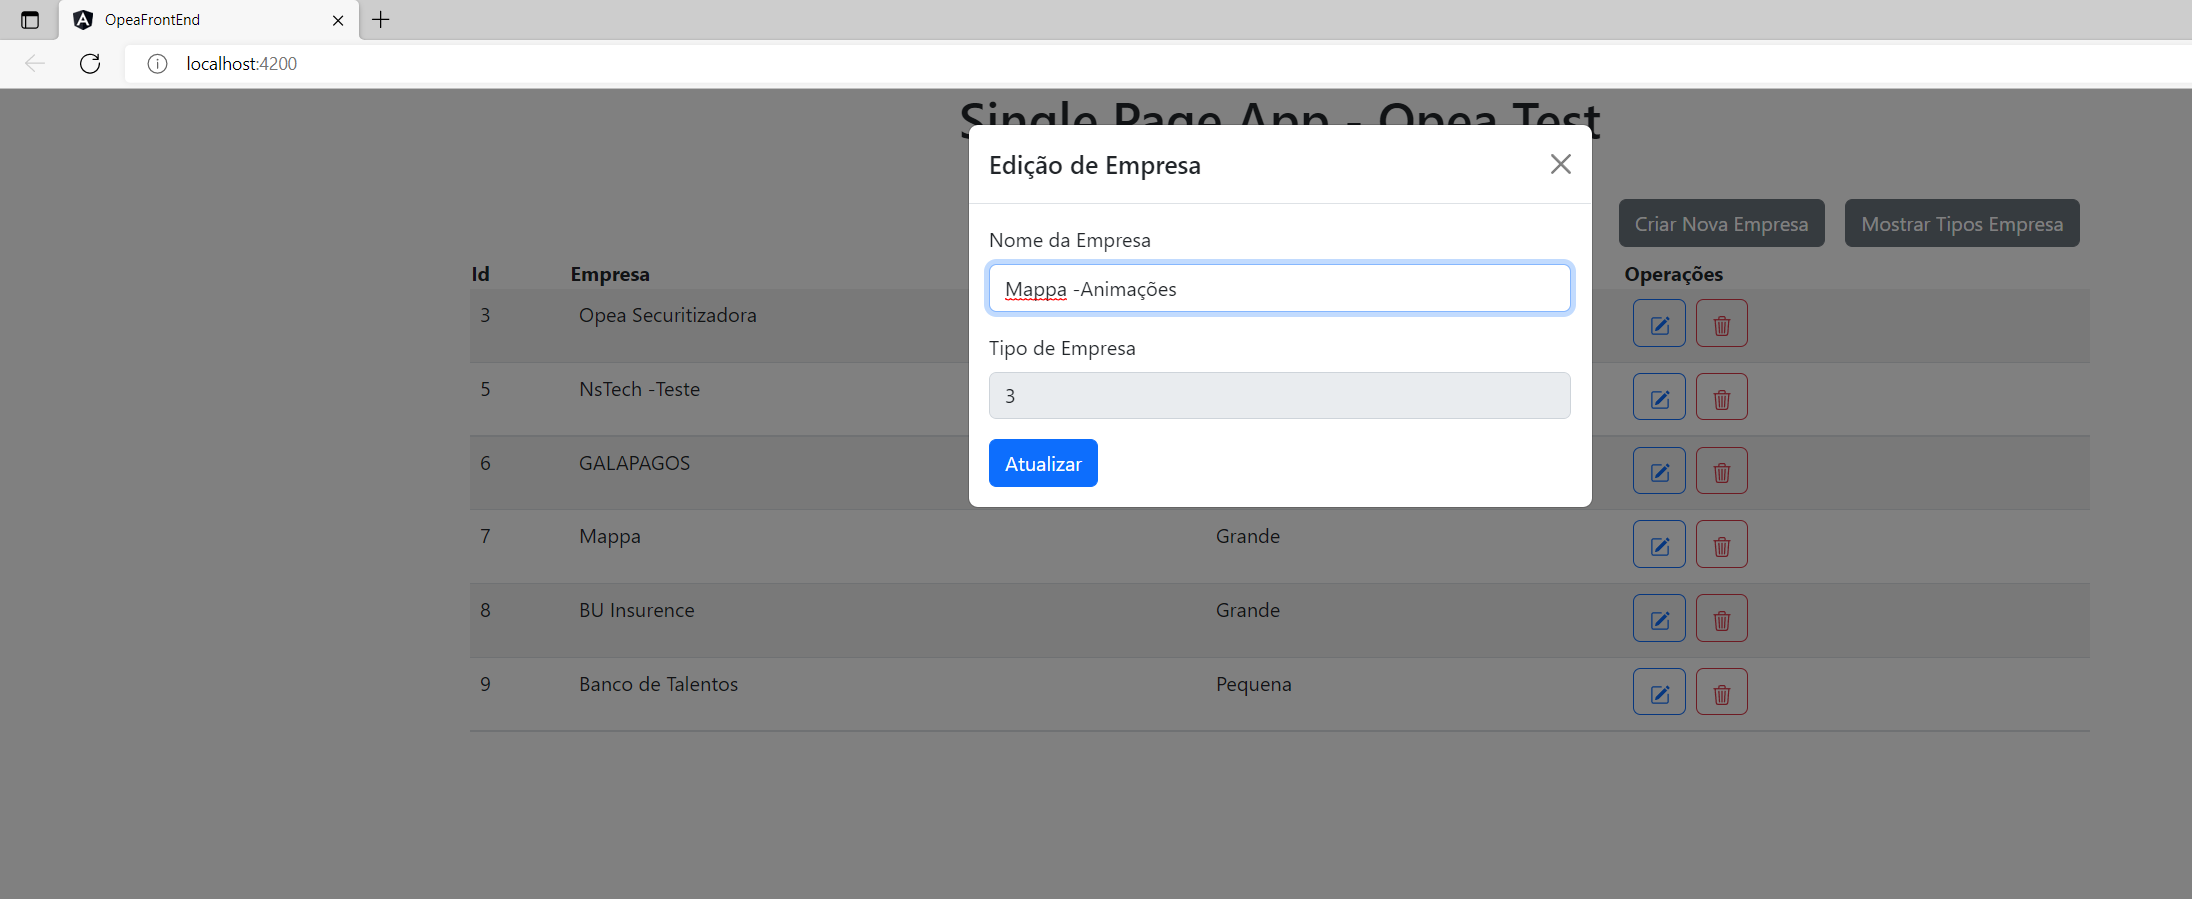 OpeaFrontEnd
localhost:4200
Single Page App - Opea Test
Edição de Empresa
Criar Nova Empresa Mostrar Tipos Empresa
Nome da Empresa
Id Empresa Operações
Mappa -Animações
3 Opea Securitizadora
Tipo de Empresa
5 NsTech -Teste
3
6 GALAPAGOS
Atualizar
7 Mappa Grande
8 BU Insurence Grande
9 Banco de Talentos Pequena